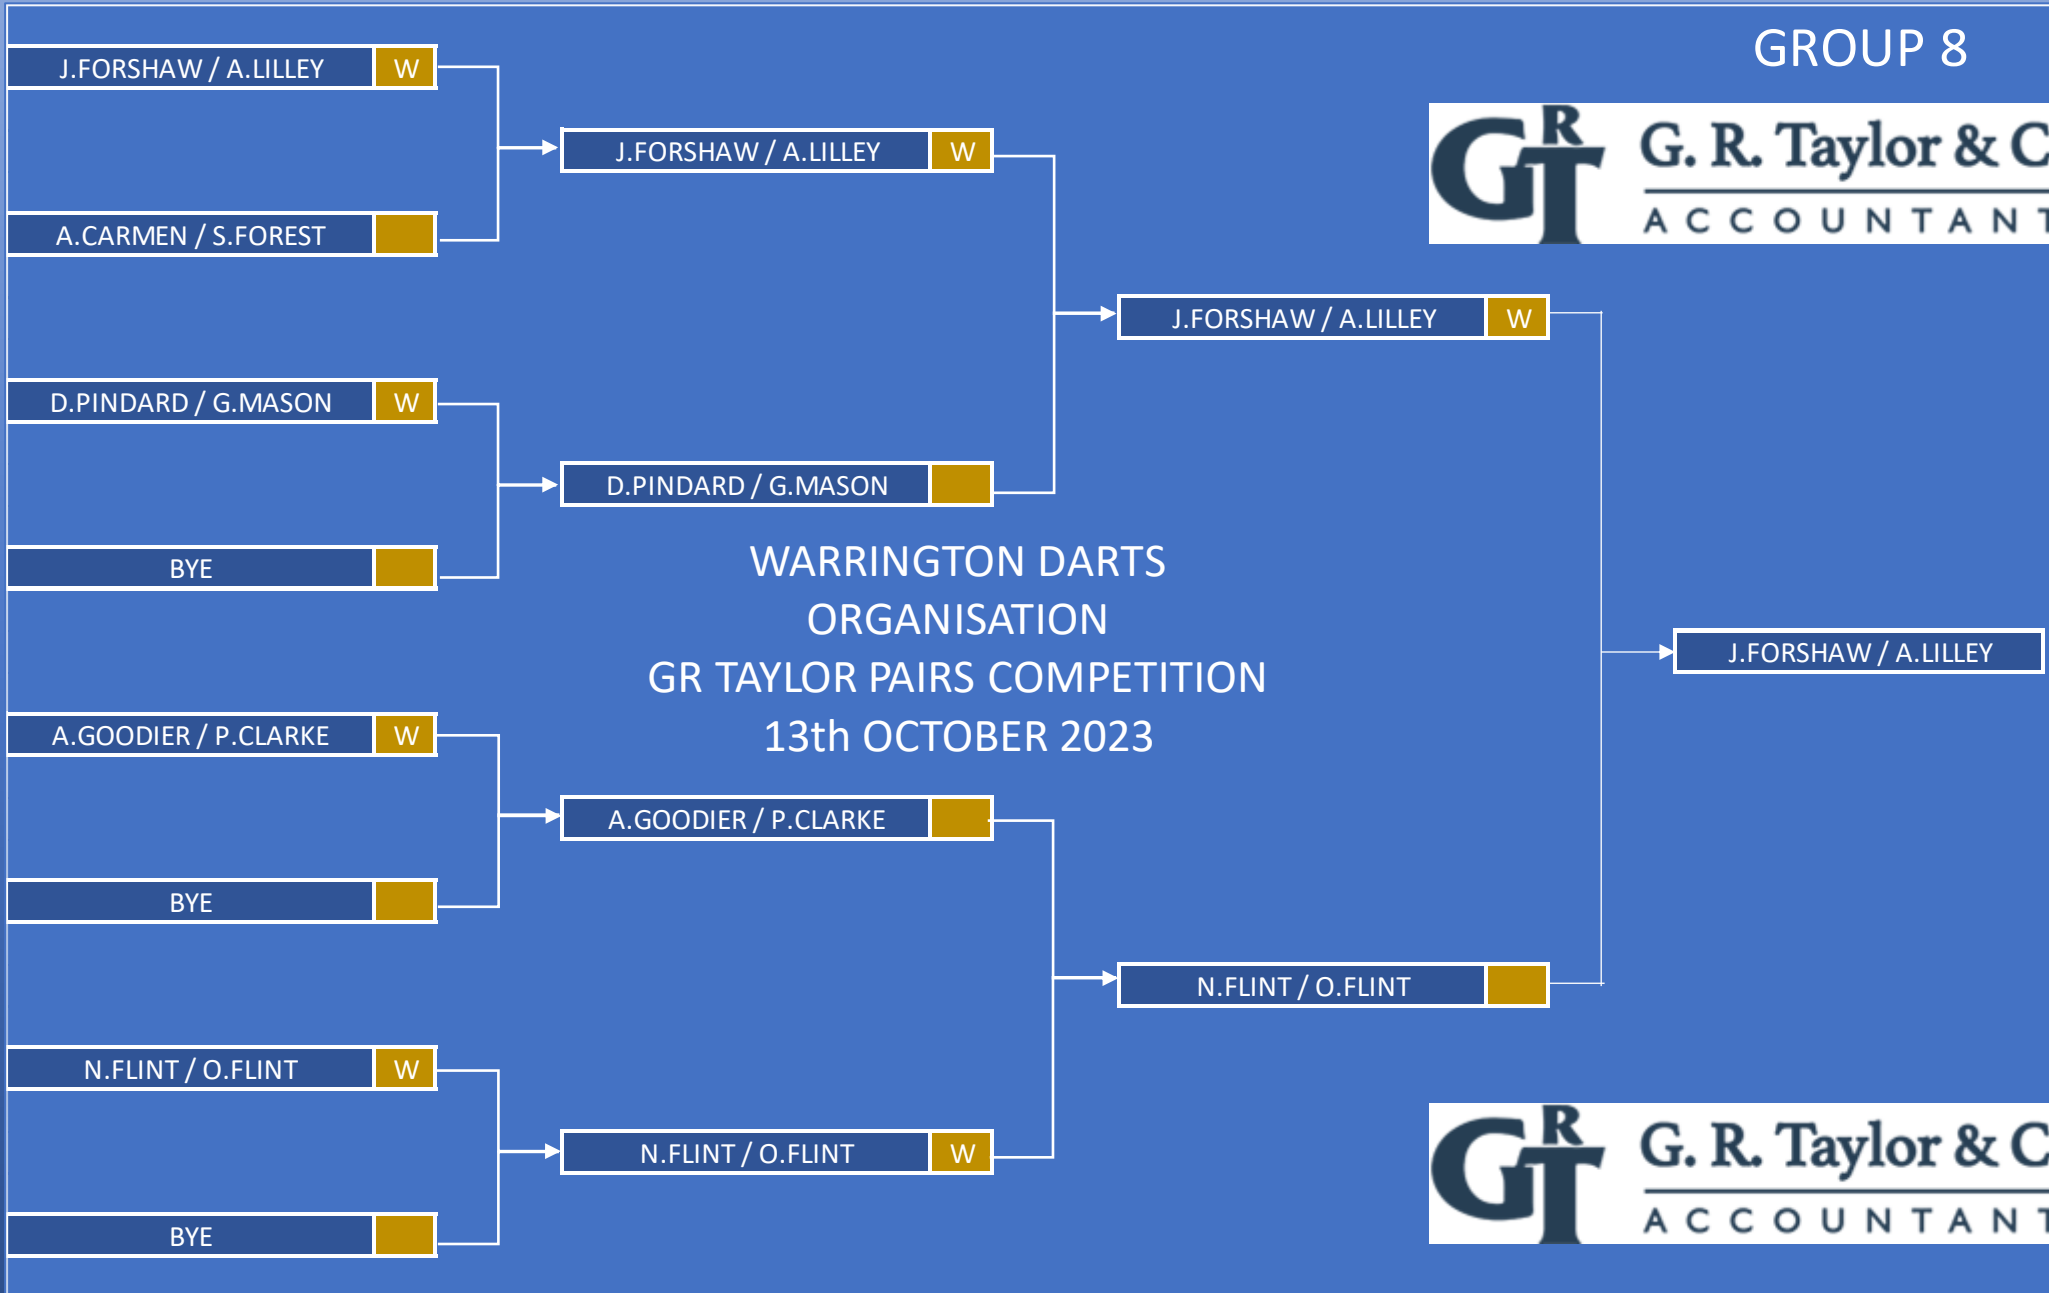 GROUP 8
J.FORSHAW / A.LILLEY W
A.CARMEN / S.FOREST
D.PINDARD / G.MASON W
BYE
A.GOODIER / P.CLARKE W
BYE
N.FLINT / O.FLINT W
BYE
J.FORSHAW / A.LILLEY W
D.PINDARD / G.MASON
WARRINGTON DARTS
ORGANISATION
GR TAYLOR PAIRS COMPETITION
13th OCTOBER 2023
A.GOODIER / P.CLARKE
N.FLINT / O.FLINT W
J.FORSHAW / A.LILLEY W
N.FLINT / O.FLINT
J.FORSHAW / A.LILLEY
GRT
G. R. Taylor & C
ACCOUNTANT
GRT
G. R. Taylor & C
ACCOUNTANT